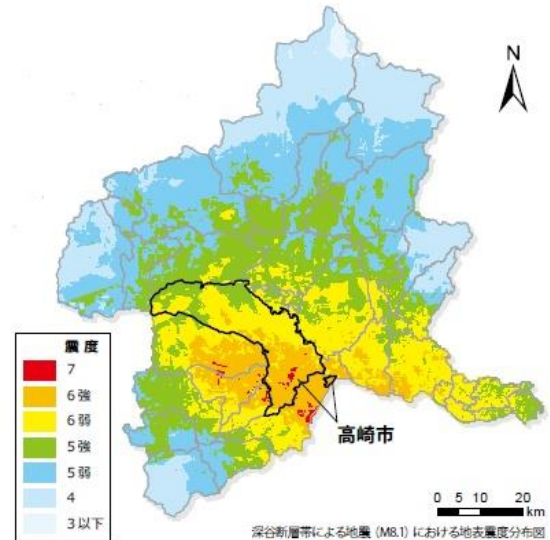 N
震度
7
6強
6弱
5強
5弱
4
3以下
高崎市
0 5 10 20
km
深谷断層帯による地震 (M8.1) における地表震度分布図